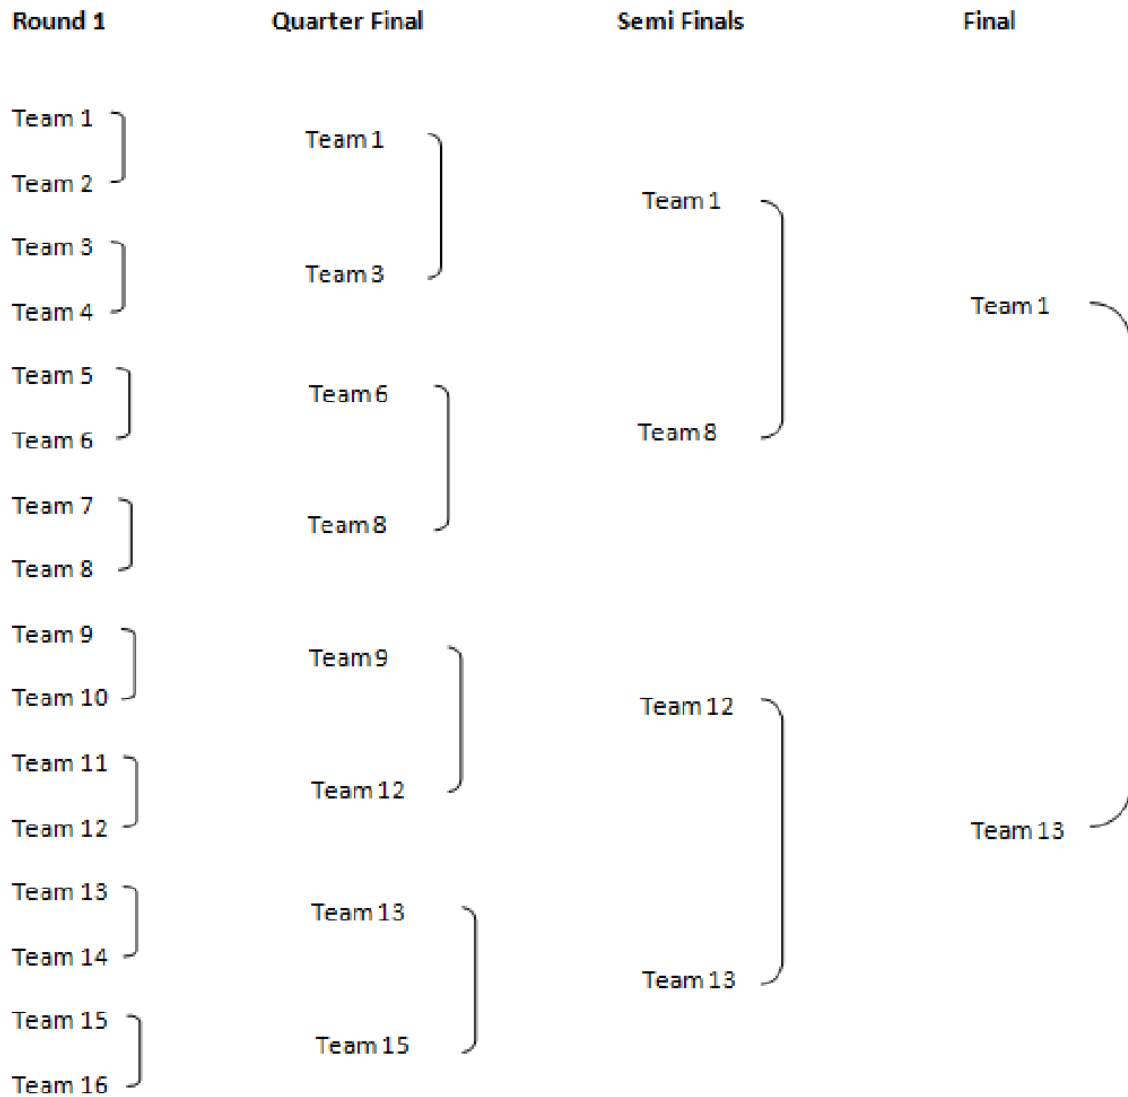 Round 1
Quarter Final
Semi Finals
Final
Team 1
Team 2
Team 3
Team 4
Team 5
Team 6
Team 7
Team 8
Team 9
Team 10
Team 11
Team 12
Team 13
Team 14
Team 15
Team 16
Team 1
Team 3
Team 6
Team 8
Team 9
Team 12
Team 13
Team 15
Team 1
Team 8
Team 12
Team 13
Team 1
Team 13